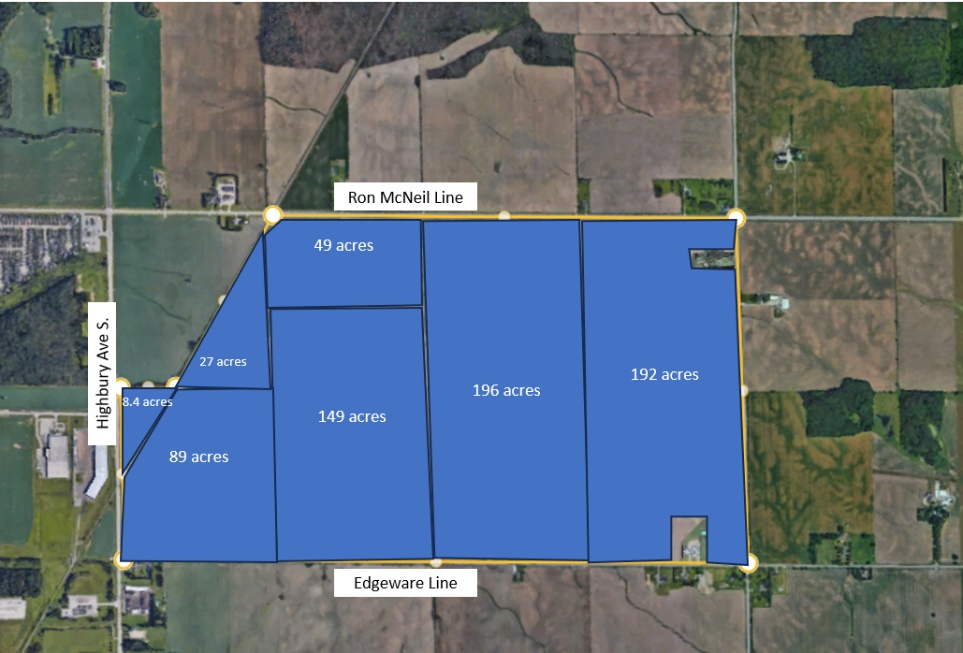 Ron McNeil Line
49 acres
27 acres
Highbury Ave S.
192 acres
196 acres
8.4 acres
149 acres
89 acres
Edgeware Line